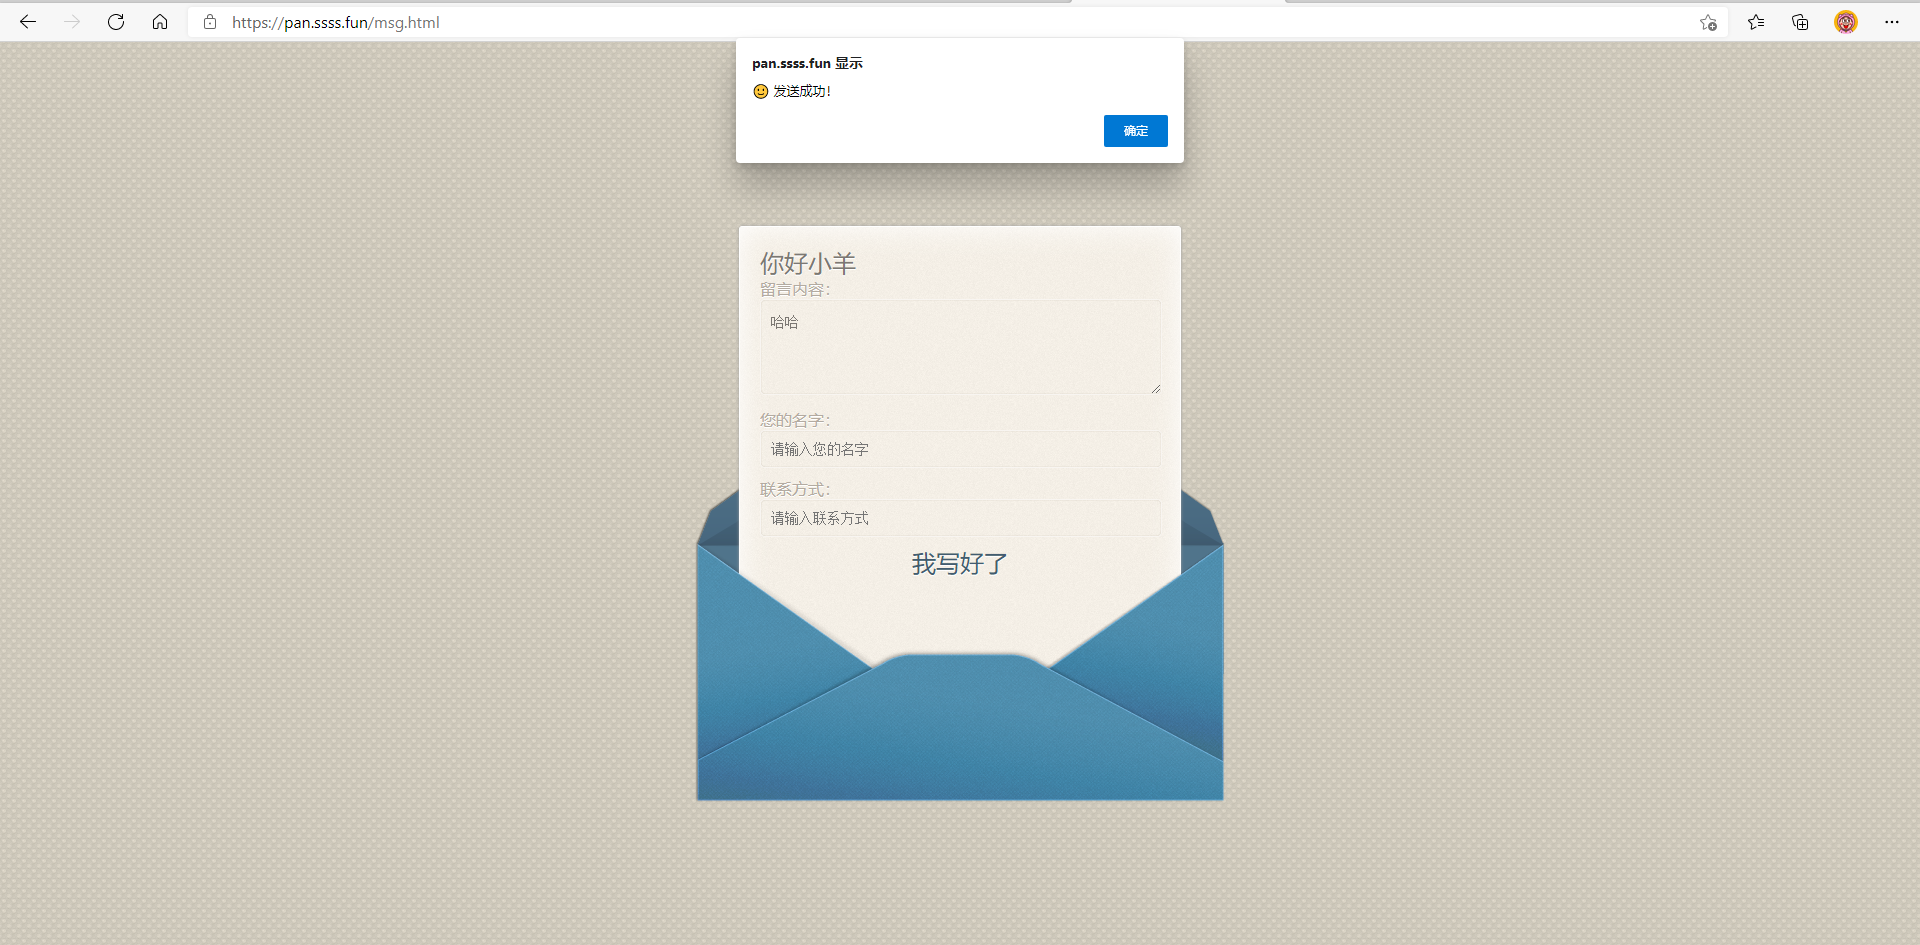 https://pan.ssss.fun/msg.html
pan.ssss.fun 显示
🙂 发送成功！
确定
你好小羊
留言内容：
哈哈
您的名字：
请输入您的名字
联系方式：
请输入联系方式
我写好了